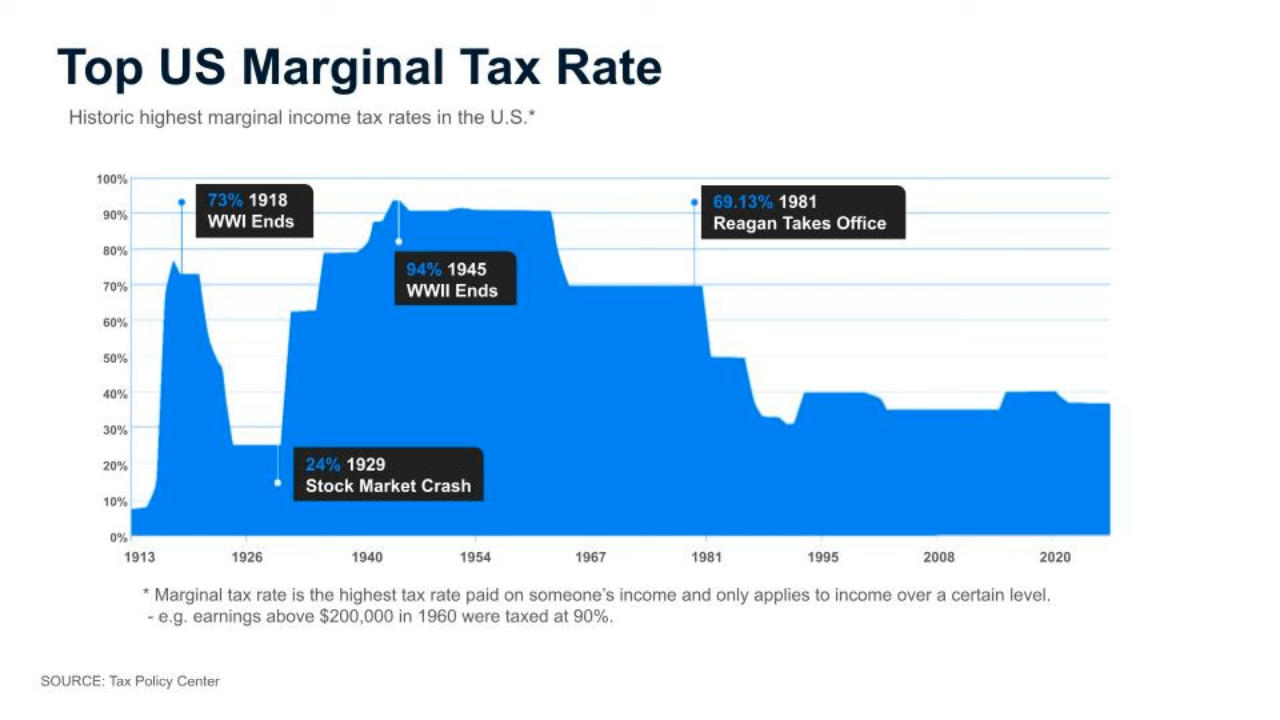 Top US Marginal Tax Rate
Historic highest marginal income tax rates in the U.S.*
100%
90%
80%
70%
60%
50%
40%
30%
20%
10%
0%
73% 1918
WWI Ends
94% 1945
WWII Ends
69.13% 1981
Reagan Takes Office
24% 1929
Stock Market Crash
1913 1926 1940 1954 1967 1981 1995 2008 2020
* Marginal tax rate is the highest tax rate paid on someone's income and only applies to income over a certain level.
- e.g. earnings above $200,000 in 1960 were taxed at 90%.
SOURCE: Tax Policy Center